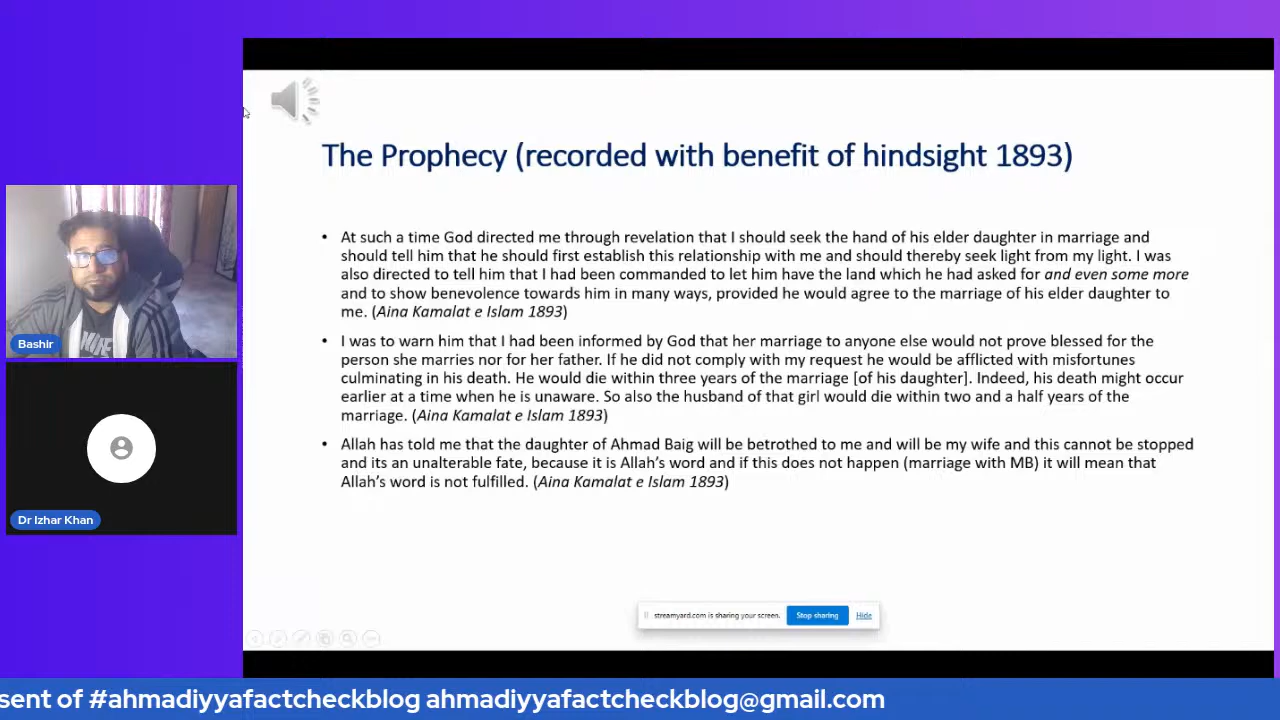 The Prophecy (recorded with benefit of hindsight 1893)
• At such a time God directed me through revelation that I should seek the hand of his elder daughter in marriage and
should tell him that he should first establish this relationship with me and should thereby seek light from my light. I was
also directed to tell him that I had been commanded to let him have the land which he had asked for and even some more
and to show benevolence towards him in many ways, provided he would agree to the marriage of his elder daughter to
me. (Aina Kamalat e Islam 1893)
• I was to warn him that I had been informed by God that her marriage to anyone else would not prove blessed for the
person she marries nor for her father. If he did not comply with my request he would be afflicted with misfortunes
culminating in his death. He would die within three years of the marriage [of his daughter]. Indeed, his death might occur
earlier at a time when he is unaware. So also the husband of that girl would die within two and a half years of the
marriage. (Aina Kamalat e Islam 1893)
• Allah has told me that the daughter of Ahmad Baig will be betrothed to me and will be my wife and this cannot be stopped
and its an unalterable fate, because it is Allah's word and if this does not happen (marriage with MB) it will mean that
Allah's word is not fulfilled. (Aina Kamalat e Islam 1893)
Bashir
Dr Izhar Khan
streamyard.com is sharing your screen. Stop sharing Hide
sent of #ahmadiyyafactcheckblog ahmadiyyafactcheckblog@gmail.com